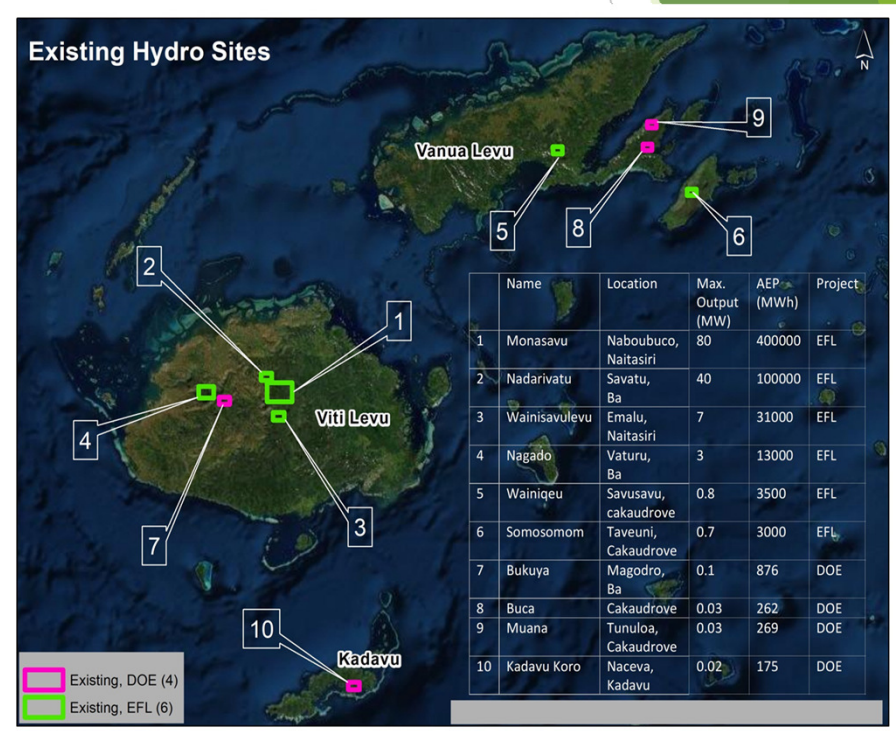 Existing Hydro Sites
N
9
Vanua Levu
5
8
6
2
1
Viti Levu
4
3
7
10
Kadavu
Name Location Max. Output (MW) AEP (MWh) Project
1 Monasavu Naboubuco, Naitasiri 80 400000 EFL
2 Nadarivatu Savatu, Ba 40 100000 EFL
3 Wainisavulevu Emalu, Naitasiri 7 31000 EFL
4 Nagado Vaturu, Ba 3 13000 EFL
5 Wainiqeu Savusavu, cakaudrove 0.8 3500 EFL
6 Somosomom Taveuni, Cakaudrove 0.7 3000 EFL
7 Bukuya Magodro, Ba 0.1 876 DOE
8 Buca Cakaudrove 0.03 262 DOE
9 Muana Tunuloa, Cakaudrove 0.03 269 DOE
10 Kadavu Koro Naceva, Kadavu 0.02 175 DOE
Existing, DOE (4)
Existing, EFL (6)